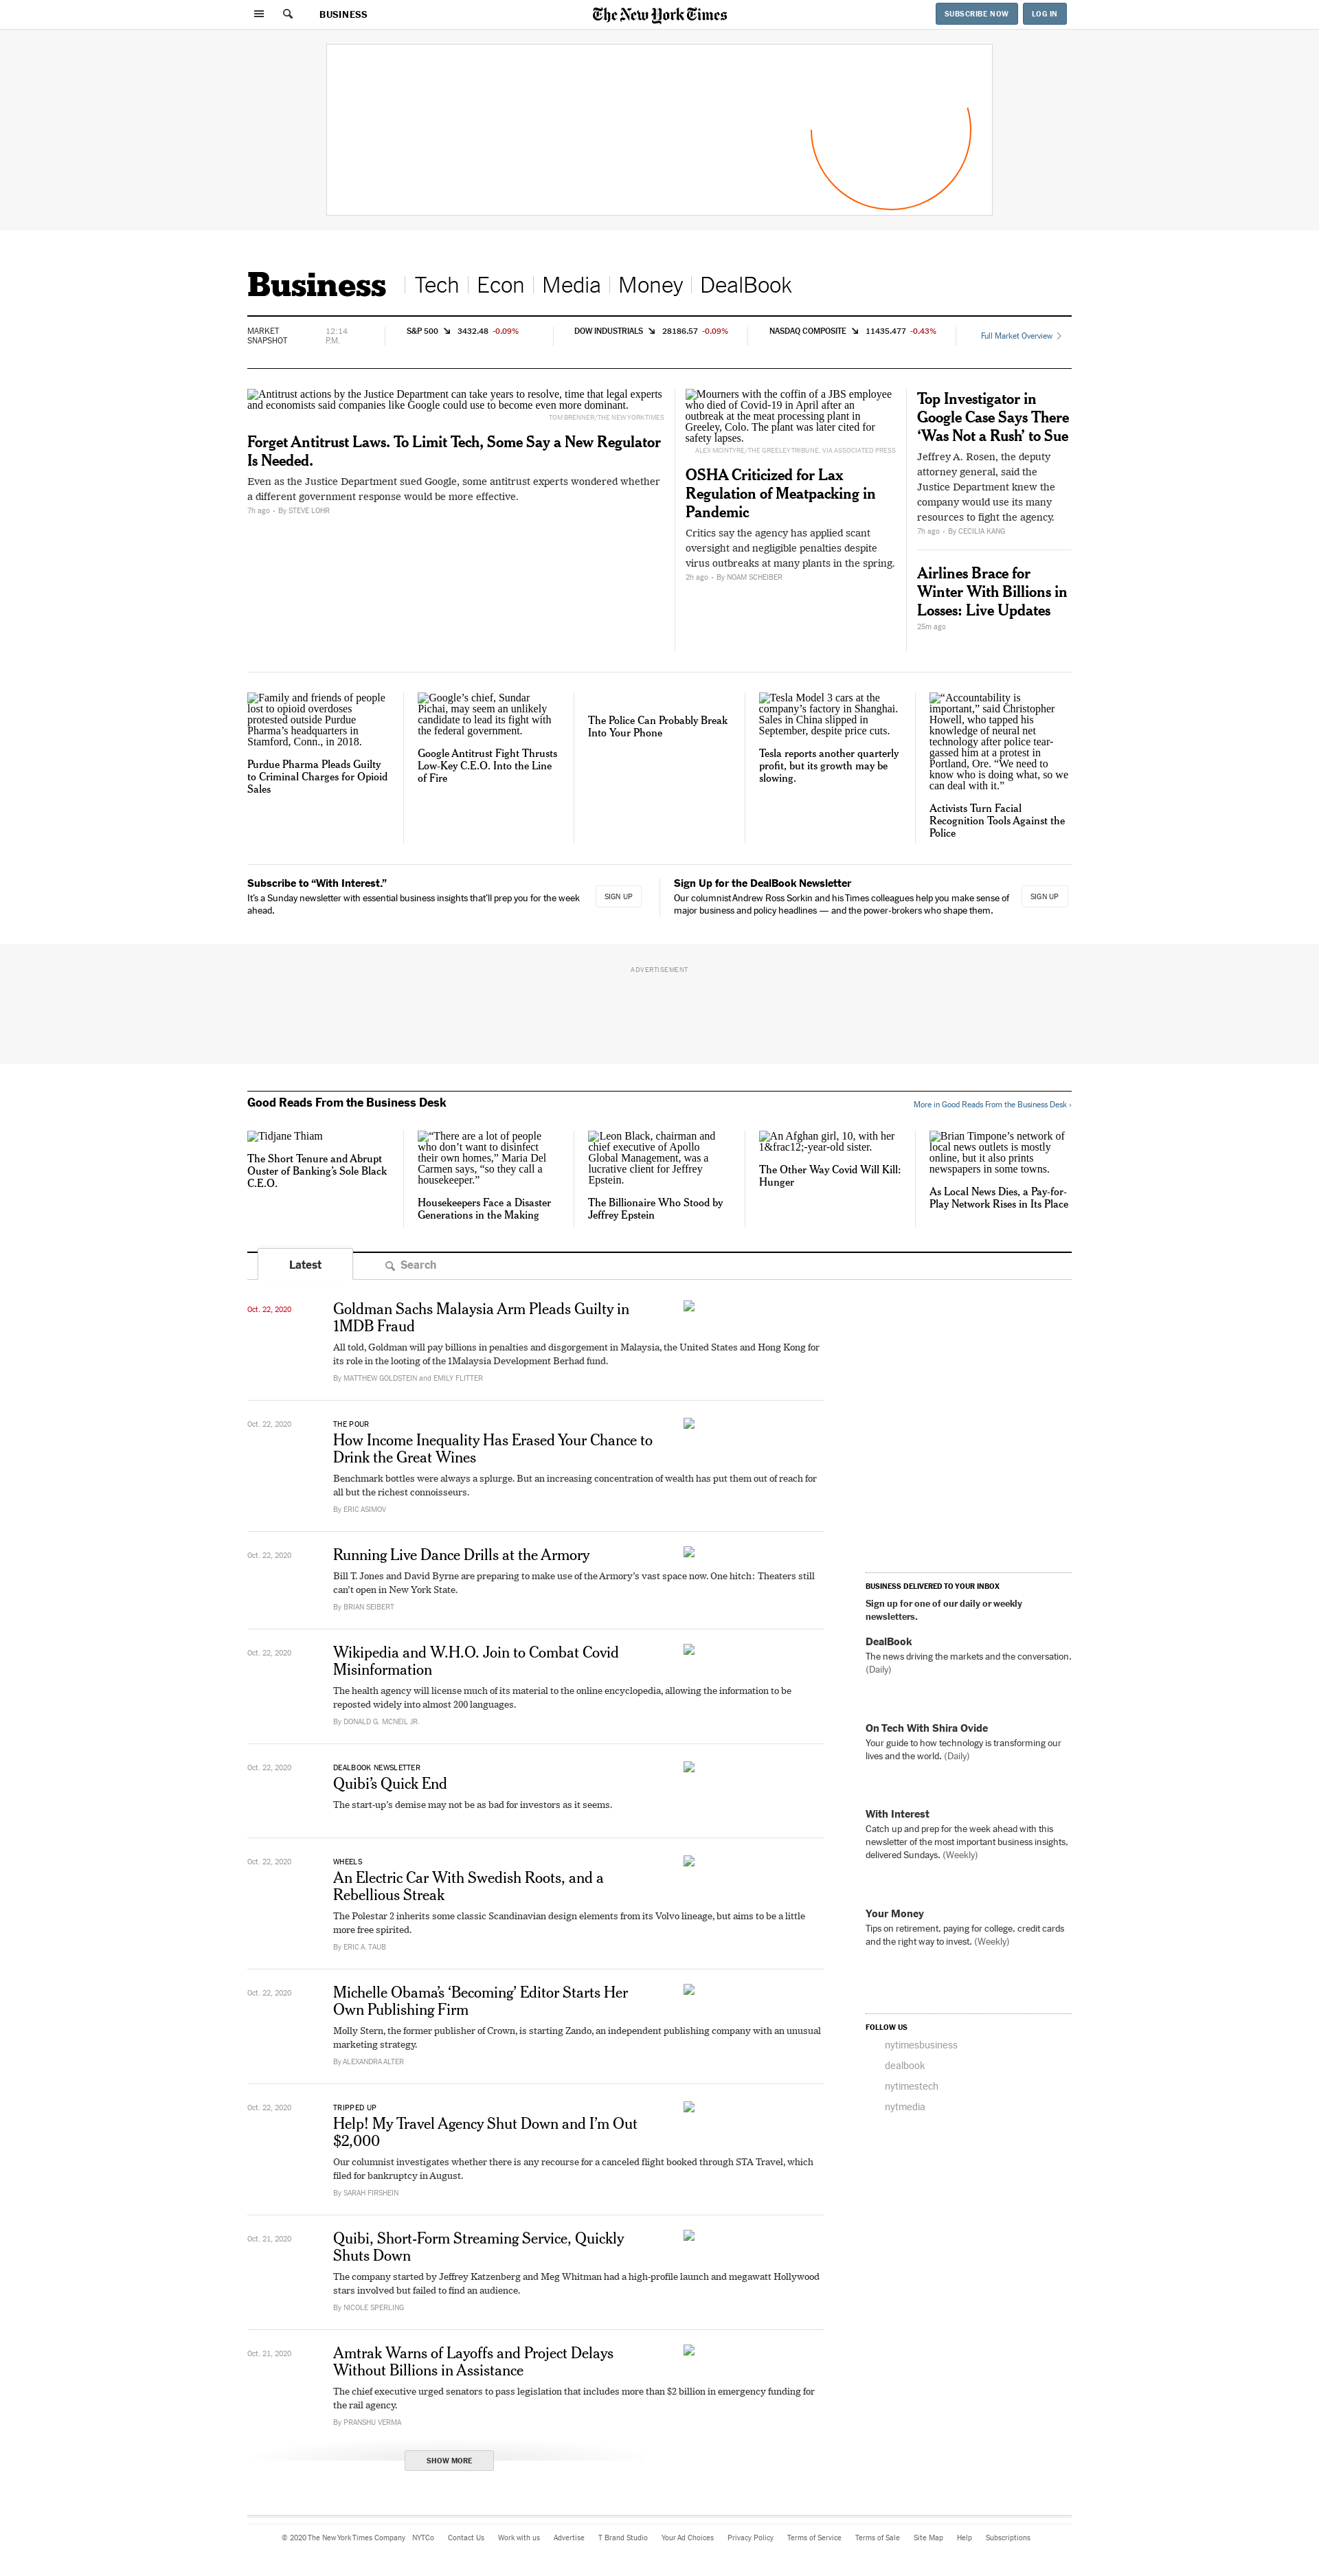 BUSINESS
The New York Times
SUBSCRIBE NOW
LOG IN
Business
Tech
Econ
Media
Money
DealBook
MARKET
SNAPSHOT
12:14
P.M.
S&P 500 3432.48 -0.09%
DOW INDUSTRIALS 28186.57 -0.09%
NASDAQ COMPOSITE 11435.477 -0.43%
Full Market Overview
Antitrust actions by the Justice Department can take years to resolve, time that legal experts
and economists said companies like Google could use to become even more dominant.
TOM BRENNER/THE NEW YORK TIMES
Forget Antitrust Laws. To Limit Tech, Some Say a New Regulator
Is Needed.
Even as the Justice Department sued Google, some antitrust experts wondered whether
a different government response would be more effective.
7h ago • By STEVE LOHR
Mourners with the coffin of a JBS employee
who died of Covid-19 in April after an
outbreak at the meat processing plant in
Greeley, Colo. The plant was later cited for
safety lapses.
ALEX MCINTYRE/THE GREELEY TRIBUNE, VIA ASSOCIATED PRESS
OSHA Criticized for Lax
Regulation of Meatpacking in
Pandemic
Critics say the agency has applied scant
oversight and negligible penalties despite
virus outbreaks at many plants in the spring.
2h ago • By NOAM SCHEIBER
Top Investigator in
Google Case Says There
‘Was Not a Rush’ to Sue
Jeffrey A. Rosen, the deputy
attorney general, said the
Justice Department knew the
company would use its many
resources to fight the agency.
7h ago • By CECILIA KANG
Airlines Brace for
Winter With Billions in
Losses: Live Updates
25m ago
Family and friends of people
lost to opioid overdoses
protested outside Purdue
Pharma’s headquarters in
Stamford, Conn., in 2018.
Purdue Pharma Pleads Guilty
to Criminal Charges for Opioid
Sales
Google’s chief, Sundar
Pichai, may seem an unlikely
candidate to lead its fight with
the federal government.
Google Antitrust Fight Thrusts
Low-Key C.E.O. Into the Line
of Fire
The Police Can Probably Break
Into Your Phone
Tesla Model 3 cars at the
company’s factory in Shanghai.
Sales in China slipped in
September, despite price cuts.
Tesla reports another quarterly
profit, but its growth may be
slowing.
“Accountability is
important,” said Christopher
Howell, who tapped his
knowledge of neural net
technology after police tear-
gassed him at a protest in
Portland, Ore. “We need to
know who is doing what, so we
can deal with it.”
Activists Turn Facial
Recognition Tools Against the
Police
Subscribe to “With Interest.”
It’s a Sunday newsletter with essential business insights that’ll prep you for the week
ahead.
SIGN UP
Sign Up for the DealBook Newsletter
Our columnist Andrew Ross Sorkin and his Times colleagues help you make sense of
major business and policy headlines — and the power-brokers who shape them.
SIGN UP
ADVERTISEMENT
Good Reads From the Business Desk
More in Good Reads From the Business Desk ›
Tidjane Thiam
The Short Tenure and Abrupt
Ouster of Banking’s Sole Black
C.E.O.
“There are a lot of people
who don’t want to disinfect
their own homes,” Maria Del
Carmen says, “so they call a
housekeeper.”
Housekeepers Face a Disaster
Generations in the Making
Leon Black, chairman and
chief executive of Apollo
Global Management, was a
lucrative client for Jeffrey
Epstein.
The Billionaire Who Stood by
Jeffrey Epstein
An Afghan girl, 10, with her
1&frac12;-year-old sister.
The Other Way Covid Will Kill:
Hunger
Brian Timpone’s network of
local news outlets is mostly
online, but it also prints
newspapers in some towns.
As Local News Dies, a Pay-for-
Play Network Rises in Its Place
Latest
Search
Oct. 22, 2020
Goldman Sachs Malaysia Arm Pleads Guilty in
1MDB Fraud
All told, Goldman will pay billions in penalties and disgorgement in Malaysia, the United States and Hong Kong for
its role in the looting of the 1Malaysia Development Berhad fund.
By MATTHEW GOLDSTEIN and EMILY FLITTER
Oct. 22, 2020
THE POUR
How Income Inequality Has Erased Your Chance to
Drink the Great Wines
Benchmark bottles were always a splurge. But an increasing concentration of wealth has put them out of reach for
all but the richest connoisseurs.
By ERIC ASIMOV
Oct. 22, 2020
Running Live Dance Drills at the Armory
Bill T. Jones and David Byrne are preparing to make use of the Armory’s vast space now. One hitch: Theaters still
can’t open in New York State.
By BRIAN SEIBERT
Oct. 22, 2020
Wikipedia and W.H.O. Join to Combat Covid
Misinformation
The health agency will license much of its material to the online encyclopedia, allowing the information to be
reposted widely into almost 200 languages.
By DONALD G. MCNEIL JR.
Oct. 22, 2020
DEALBOOK NEWSLETTER
Quibi’s Quick End
The start-up’s demise may not be as bad for investors as it seems.
Oct. 22, 2020
WHEELS
An Electric Car With Swedish Roots, and a
Rebellious Streak
The Polestar 2 inherits some classic Scandinavian design elements from its Volvo lineage, but aims to be a little
more free spirited.
By ERIC A. TAUB
Oct. 22, 2020
Michelle Obama’s ‘Becoming’ Editor Starts Her
Own Publishing Firm
Molly Stern, the former publisher of Crown, is starting Zando, an independent publishing company with an unusual
marketing strategy.
By ALEXANDRA ALTER
Oct. 22, 2020
TRIPPED UP
Help! My Travel Agency Shut Down and I’m Out
$2,000
Our columnist investigates whether there is any recourse for a canceled flight booked through STA Travel, which
filed for bankruptcy in August.
By SARAH FIRSHEIN
Oct. 21, 2020
Quibi, Short-Form Streaming Service, Quickly
Shuts Down
The company started by Jeffrey Katzenberg and Meg Whitman had a high-profile launch and megawatt Hollywood
stars involved but failed to find an audience.
By NICOLE SPERLING
Oct. 21, 2020
Amtrak Warns of Layoffs and Project Delays
Without Billions in Assistance
The chief executive urged senators to pass legislation that includes more than $2 billion in emergency funding for
the rail agency.
By PRANSHU VERMA
SHOW MORE
BUSINESS DELIVERED TO YOUR INBOX
Sign up for one of our daily or weekly
newsletters.
DealBook
The news driving the markets and the conversation.
(Daily)
On Tech With Shira Ovide
Your guide to how technology is transforming our
lives and the world. (Daily)
With Interest
Catch up and prep for the week ahead with this
newsletter of the most important business insights,
delivered Sundays. (Weekly)
Your Money
Tips on retirement, paying for college, credit cards
and the right way to invest. (Weekly)
FOLLOW US
nytimesbusiness
dealbook
nytimestech
nytmedia
© 2020 The New York Times Company NYTCo Contact Us Work with us Advertise T Brand Studio Your Ad Choices Privacy Policy Terms of Service Terms of Sale Site Map Help Subscriptions